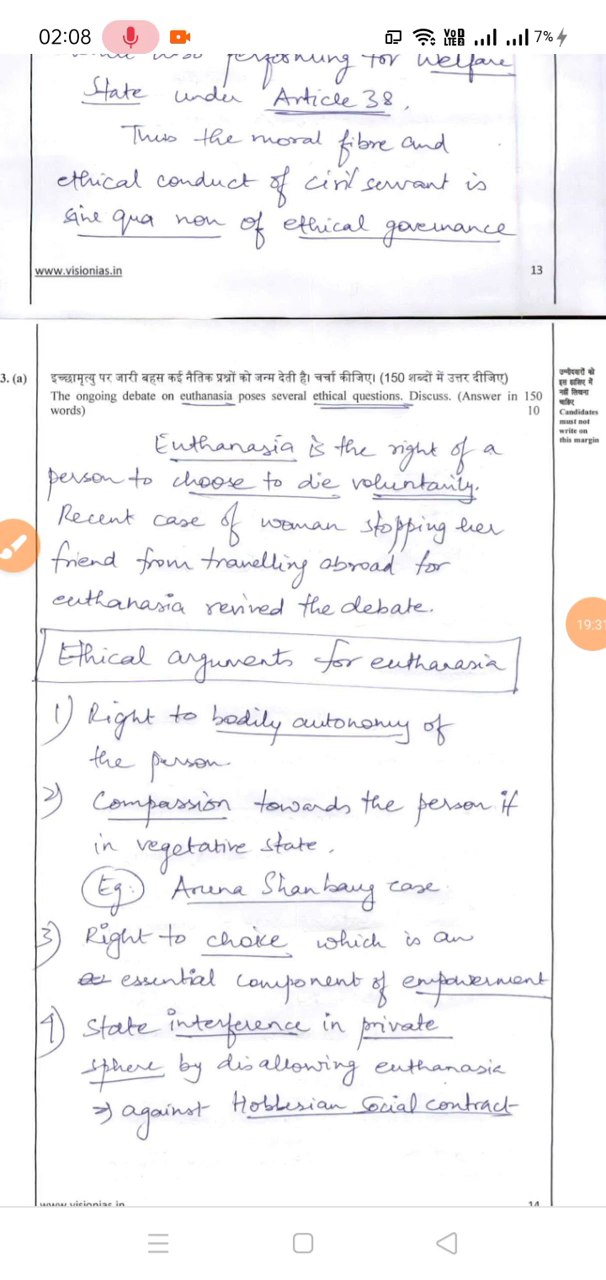 02:08
VoD
LTE2
7%
performing for welfare
State under Article 38.
Thus the moral fibre and
ethical conduct of civil servant is
sine qua non of ethical governance
www.visionias.in
13
3. (a)
इच्छामृत्यु पर जारी बहस कई नैतिक प्रश्नों को जन्म देती है। चर्चा कीजिए। (150 शब्दों में उत्तर दीजिए)
The ongoing debate on euthanasia poses several ethical questions. Discuss. (Answer in 150
words)
10
उम्मीदवारों को
इस हाशिए में
नहीं लिखना
चाहिए
Candidates
must not
write on
this margin
Euthanasia is the right of a
person to choose to die voluntarily.
Recent case of woman stopping her
friend from travelling abroad for
euthanasia revived the debate.
19:31
Ethical arguments for euthanasia
1) Right to bodily autonomy of
the person.
2) Compassion towards the person if
in vegetative state.
Eg. Aruna Shanbaug case.
3) Right to choice which is an
essential component of empowerment
4) State interference in private
sphere by disallowing euthanasia
=> against Hobbesian Social contract
www.visionias.in
14